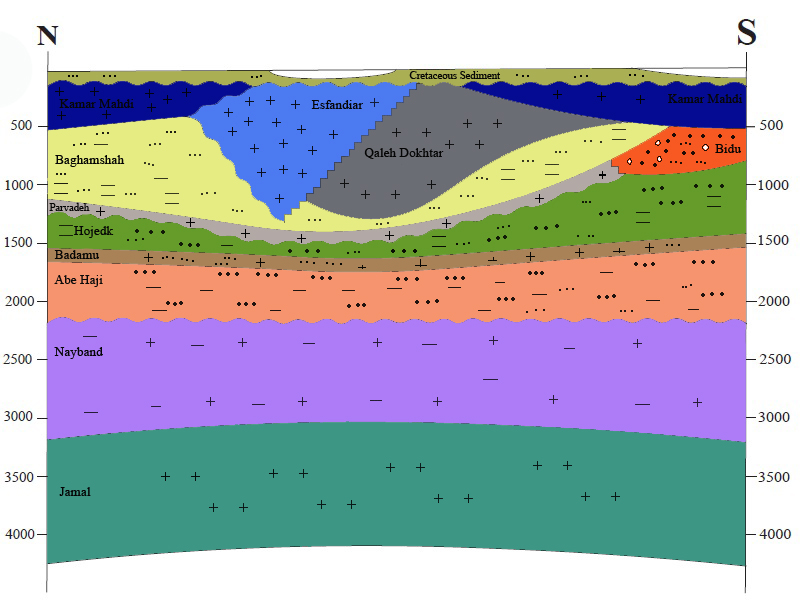 N
S
Cretaceous Sediment
Kamar Mahdi
Esfandiar
Kamar Mahdi
500
500
Qaleh Dokhtar
Bidu
Baghamshah
1000
1000
Parvadeh
Hojedk
1500
1500
Badamu
Abe Haji
2000
2000
Nayband
2500
2500
3000
3000
3500
3500
Jamal
4000
4000